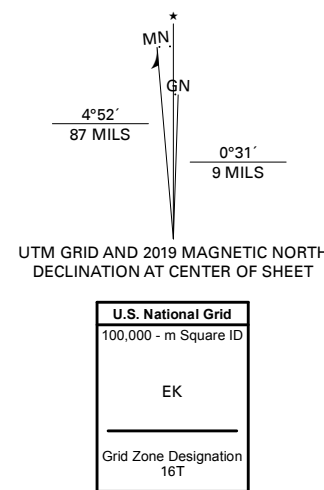 ★
MN
GN
4°52´
87 MILS
0°31´
9 MILS
UTM GRID AND 2019 MAGNETIC NORTH
DECLINATION AT CENTER OF SHEET
U.S. National Grid
100,000 - m Square ID
EK
Grid Zone Designation
16T